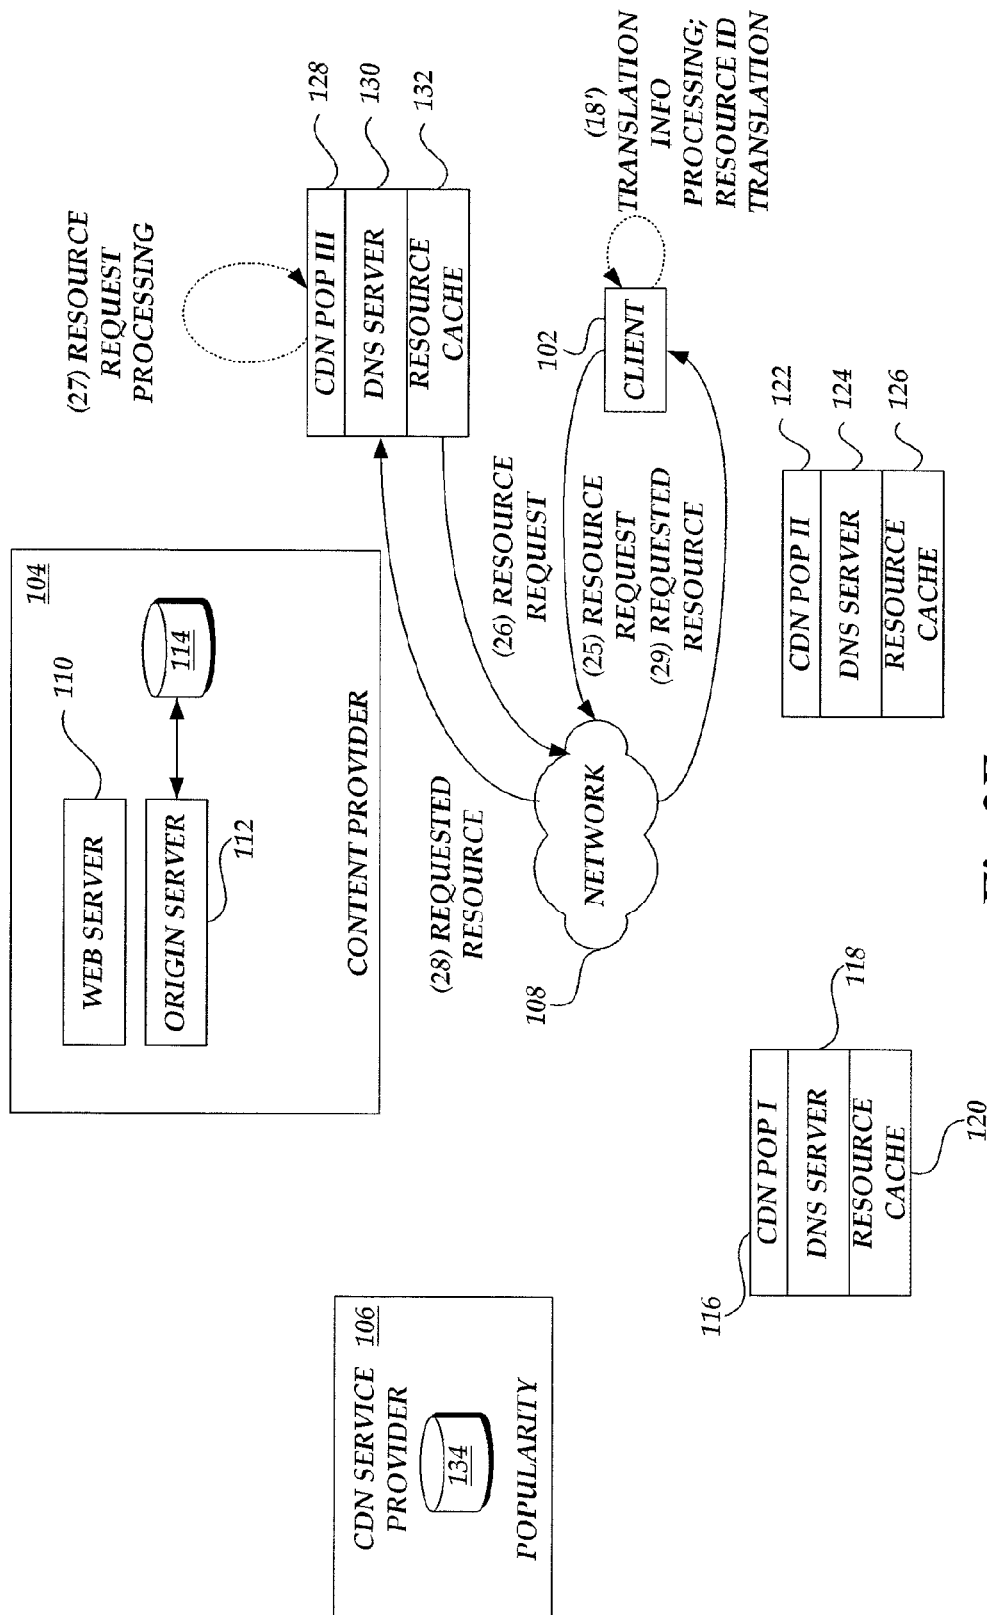 CDN SERVICE
PROVIDER
106
134
POPULARITY
104
WEB SERVER
110
ORIGIN SERVER
112
114
CONTENT PROVIDER
(27) RESOURCE
REQUEST
PROCESSING
CDN POP III
DNS SERVER
RESOURCE
CACHE
128
130
132
(28) REQUESTED
RESOURCE
(26) RESOURCE
REQUEST
NETWORK
108
(25) RESOURCE
REQUEST
(29) REQUESTED
RESOURCE
102
CLIENT
(18')
TRANSLATION
INFO
PROCESSING;
RESOURCE ID
TRANSLATION
116
CDN POP I
DNS SERVER
RESOURCE
CACHE
118
120
CDN POP II
DNS SERVER
RESOURCE
CACHE
122
124
126